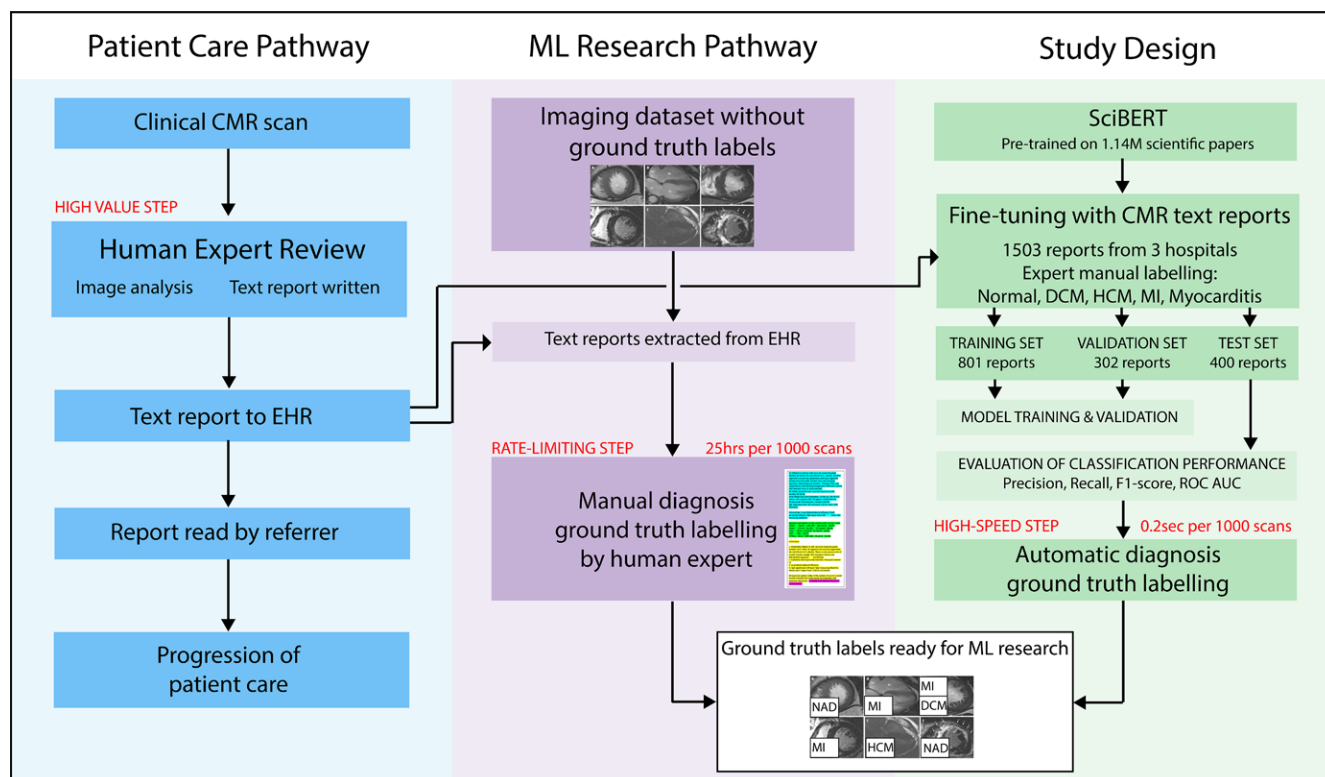 Patient Care Pathway
Clinical CMR scan
HIGH VALUE STEP
Human Expert Review
Image analysis Text report written
Text report to EHR
Report read by referrer
Progression of
patient care
ML Research Pathway
Imaging dataset without
ground truth labels
Text reports extracted from EHR
RATE-LIMITING STEP 25hrs per 1000 scans
Manual diagnosis
ground truth labelling
by human expert
Study Design
SciBERT
Pre-trained on 1.14M scientific papers
Fine-tuning with CMR text reports
1503 reports from 3 hospitals
Expert manual labelling:
Normal, DCM, HCM, MI, Myocarditis
TRAINING SET VALIDATION SET TEST SET
801 reports 302 reports 400 reports
MODEL TRAINING & VALIDATION
EVALUATION OF CLASSIFICATION PERFORMANCE
Precision, Recall, F1-score, ROC AUC
HIGH-SPEED STEP 0.2sec per 1000 scans
Automatic diagnosis
ground truth labelling
Ground truth labels ready for ML research
MI
NAD MI DCM
MI HCM NAD